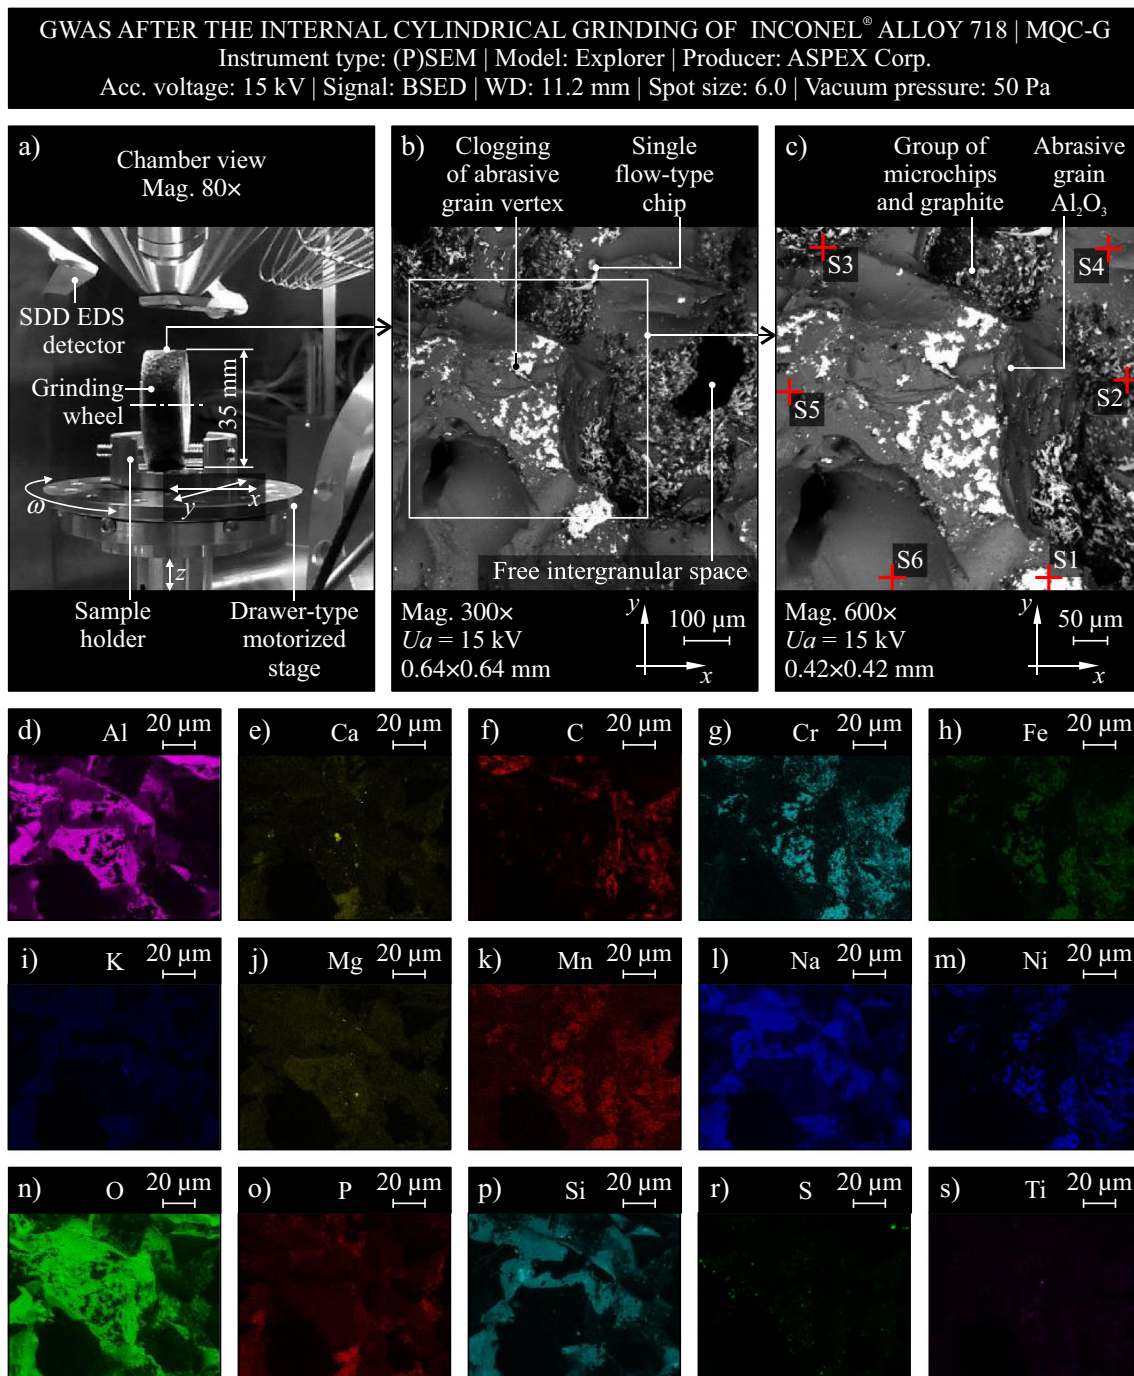 GWAS AFTER THE INTERNAL CYLINDRICAL GRINDING OF INCONEL® ALLOY 718 | MQC-G
Instrument type: (P)SEM | Model: Explorer | Producer: ASPEX Corp.
Acc. voltage: 15 kV | Signal: BSED | WD: 11.2 mm | Spot size: 6.0 | Vacuum pressure: 50 Pa
a)
Chamber view
Mag. 80×
SDD EDS
detector
Grinding
wheel
35 mm
ω
x
y
z
Sample
holder
Drawer-type
motorized
stage
b)
Clogging
of abrasive
grain vertex
Single
flow-type
chip
Free intergranular space
Mag. 300×
Ua = 15 kV
0.64×0.64 mm
y
x
100 µm
c)
Group of
microchips
and graphite
Abrasive
grain
Al₂O₃
S3
S4
S2
S5
S6
S1
Mag. 600×
Ua = 15 kV
0.42×0.42 mm
y
x
50 µm
d) Al 20 µm
e) Ca 20 µm
f) C 20 µm
g) Cr 20 µm
h) Fe 20 µm
i) K 20 µm
j) Mg 20 µm
k) Mn 20 µm
l) Na 20 µm
m) Ni 20 µm
n) O 20 µm
o) P 20 µm
p) Si 20 µm
r) S 20 µm
s) Ti 20 µm